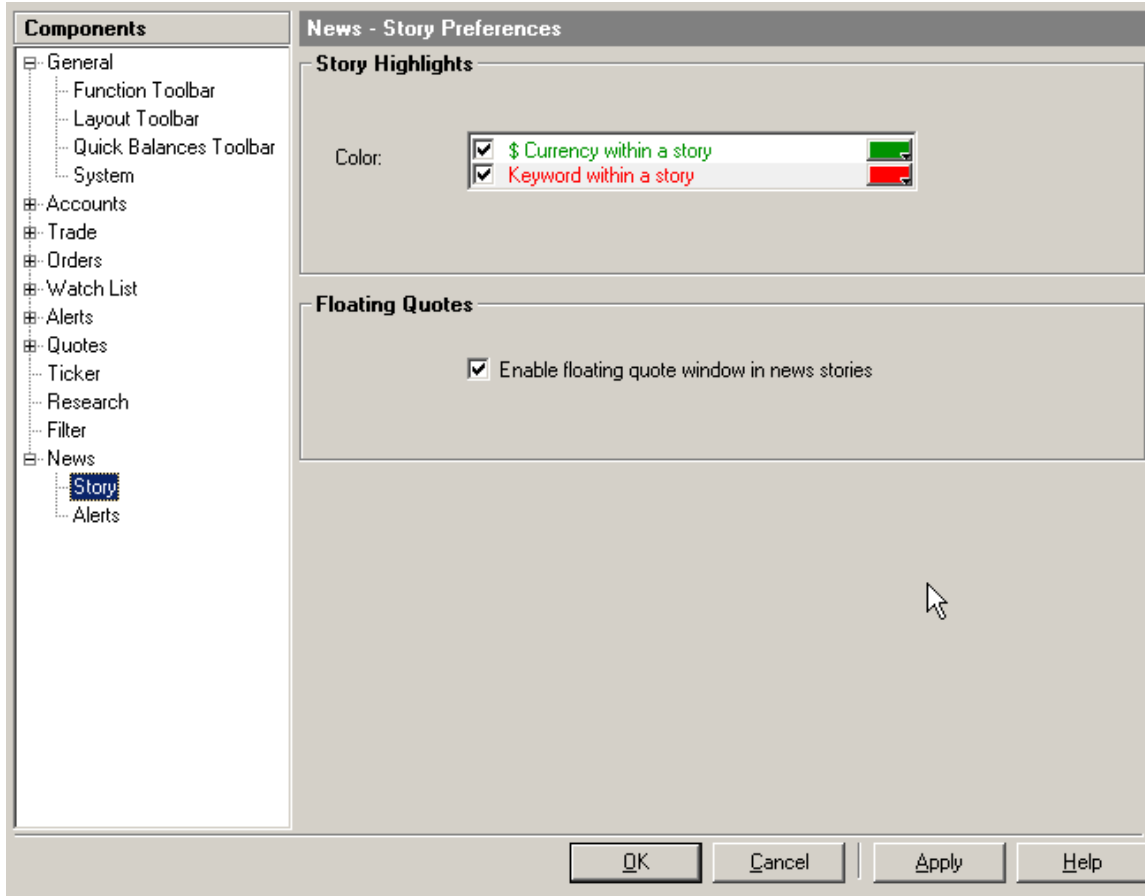 Components
General
Function Toolbar
Layout Toolbar
Quick Balances Toolbar
System
Accounts
Trade
Orders
Watch List
Alerts
Quotes
Ticker
Research
Filter
News
Story
Alerts
News - Story Preferences
Story Highlights
Color:
$ Currency within a story
Keyword within a story
Floating Quotes
Enable floating quote window in news stories
OK Cancel Apply Help